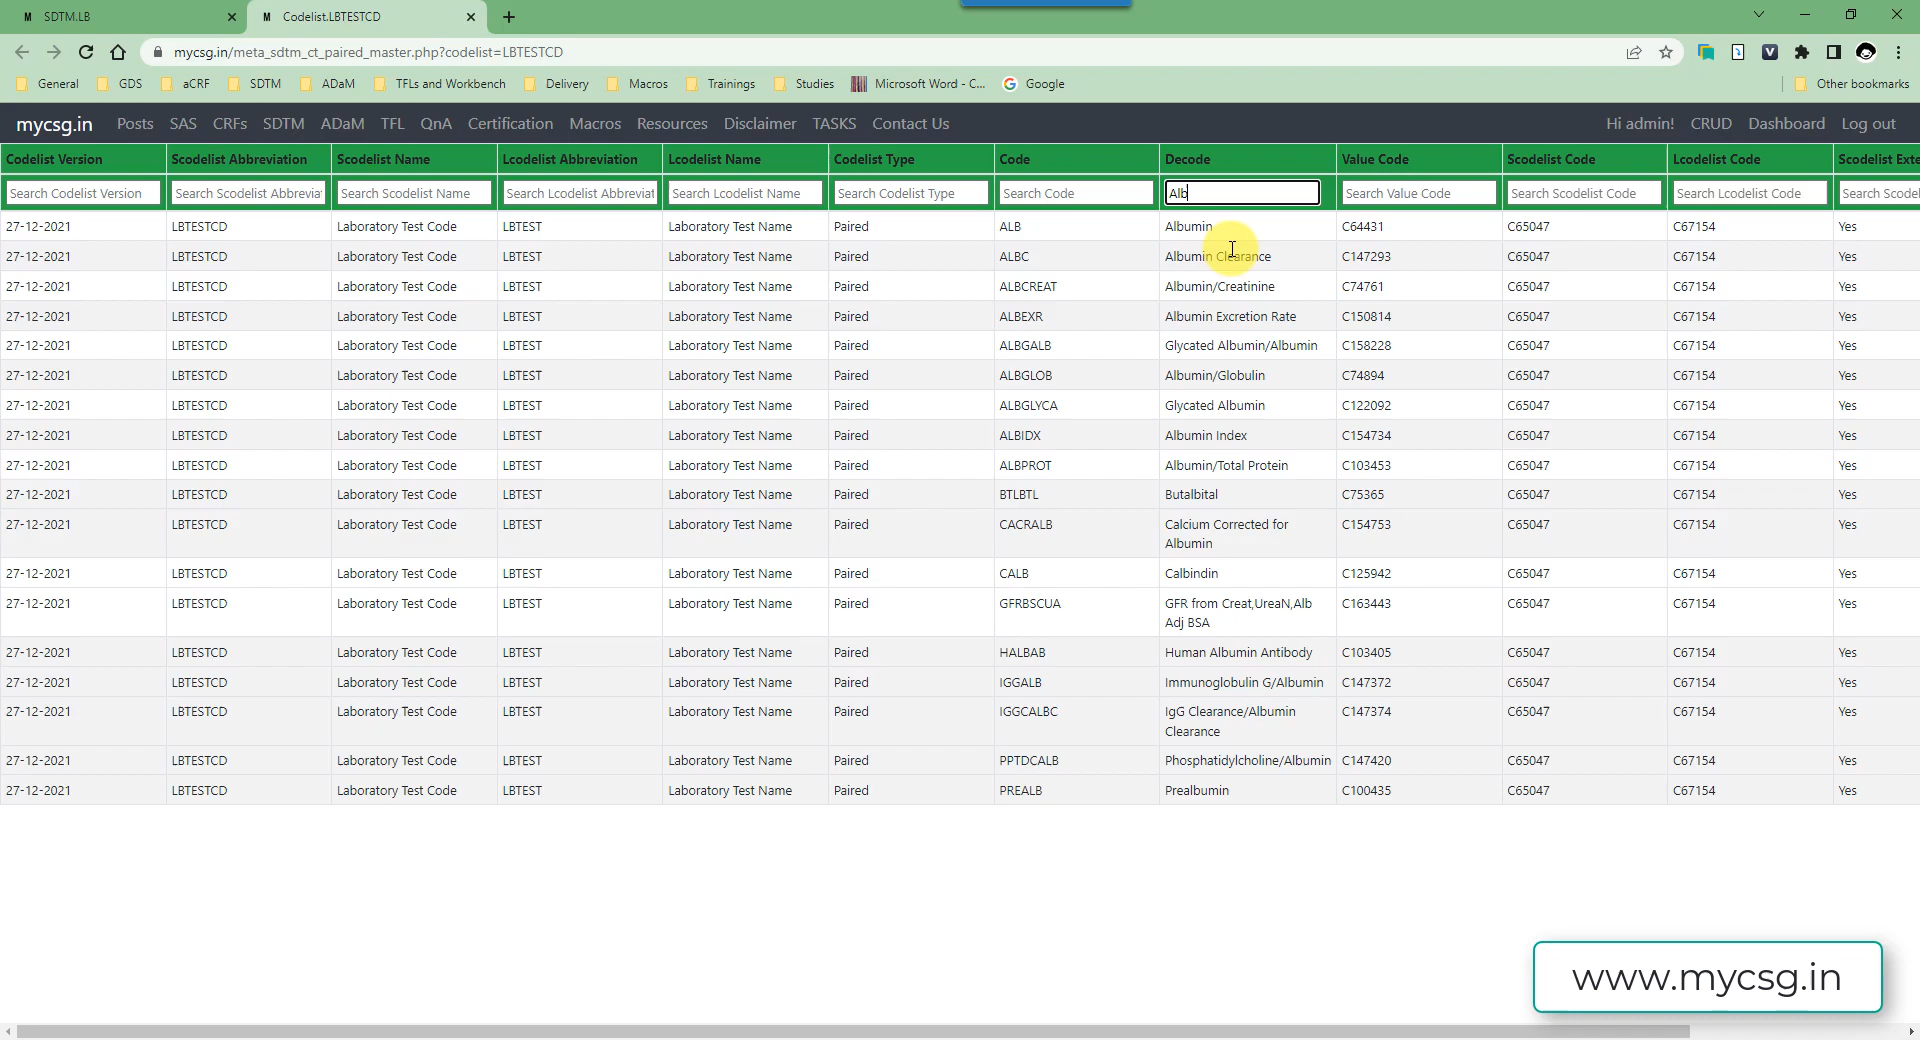 SDTM.LB
Codelist.LBTESTCD
mycsg.in/meta_sdtm_ct_paired_master.php?codelist=LBTESTCD
General GDS aCRF SDTM ADaM TFLs and Workbench Delivery Macros Trainings Studies Microsoft Word - C... Google Other bookmarks
mycsg.in Posts SAS CRFs SDTM ADaM TFL QnA Certification Macros Resources Disclaimer TASKS Contact Us Hi admin! CRUD Dashboard Log out
Codelist Version Scodelist Abbreviation Scodelist Name Lcodelist Abbreviation Lcodelist Name Codelist Type Code Decode Value Code Scodelist Code Lcodelist Code Scodelist Exte
Search Codelist Version Search Scodelist Abbrevia Search Scodelist Name Search Lcodelist Abbreviat Search Lcodelist Name Search Codelist Type Search Code Alb Search Value Code Search Scodelist Code Search Lcodelist Code Search Scodel
27-12-2021 LBTESTCD Laboratory Test Code LBTEST Laboratory Test Name Paired ALB Albumin C64431 C65047 C67154 Yes
27-12-2021 LBTESTCD Laboratory Test Code LBTEST Laboratory Test Name Paired ALBC Albumin Clearance C147293 C65047 C67154 Yes
27-12-2021 LBTESTCD Laboratory Test Code LBTEST Laboratory Test Name Paired ALBCREAT Albumin/Creatinine C74761 C65047 C67154 Yes
27-12-2021 LBTESTCD Laboratory Test Code LBTEST Laboratory Test Name Paired ALBEXR Albumin Excretion Rate C150814 C65047 C67154 Yes
27-12-2021 LBTESTCD Laboratory Test Code LBTEST Laboratory Test Name Paired ALBGALB Glycated Albumin/Albumin C158228 C65047 C67154 Yes
27-12-2021 LBTESTCD Laboratory Test Code LBTEST Laboratory Test Name Paired ALBGLOB Albumin/Globulin C74894 C65047 C67154 Yes
27-12-2021 LBTESTCD Laboratory Test Code LBTEST Laboratory Test Name Paired ALBGLYCA Glycated Albumin C122092 C65047 C67154 Yes
27-12-2021 LBTESTCD Laboratory Test Code LBTEST Laboratory Test Name Paired ALBIDX Albumin Index C154734 C65047 C67154 Yes
27-12-2021 LBTESTCD Laboratory Test Code LBTEST Laboratory Test Name Paired ALBPROT Albumin/Total Protein C103453 C65047 C67154 Yes
27-12-2021 LBTESTCD Laboratory Test Code LBTEST Laboratory Test Name Paired BTLBTL Butalbital C75365 C65047 C67154 Yes
27-12-2021 LBTESTCD Laboratory Test Code LBTEST Laboratory Test Name Paired CACRALB Calcium Corrected for C154753 C65047 C67154 Yes
Albumin
27-12-2021 LBTESTCD Laboratory Test Code LBTEST Laboratory Test Name Paired CALB Calbindin C125942 C65047 C67154 Yes
27-12-2021 LBTESTCD Laboratory Test Code LBTEST Laboratory Test Name Paired GFRBSCUA GFR from Creat,UreaN,Alb C163443 C65047 C67154 Yes
Adj BSA
27-12-2021 LBTESTCD Laboratory Test Code LBTEST Laboratory Test Name Paired HALBAB Human Albumin Antibody C103405 C65047 C67154 Yes
27-12-2021 LBTESTCD Laboratory Test Code LBTEST Laboratory Test Name Paired IGGALB Immunoglobulin G/Albumin C147372 C65047 C67154 Yes
27-12-2021 LBTESTCD Laboratory Test Code LBTEST Laboratory Test Name Paired IGGCALBC IgG Clearance/Albumin C147374 C65047 C67154 Yes
Clearance
27-12-2021 LBTESTCD Laboratory Test Code LBTEST Laboratory Test Name Paired PPTDCALB Phosphatidylcholine/Albumin C147420 C65047 C67154 Yes
27-12-2021 LBTESTCD Laboratory Test Code LBTEST Laboratory Test Name Paired PREALB Prealbumin C100435 C65047 C67154 Yes
www.mycsg.in